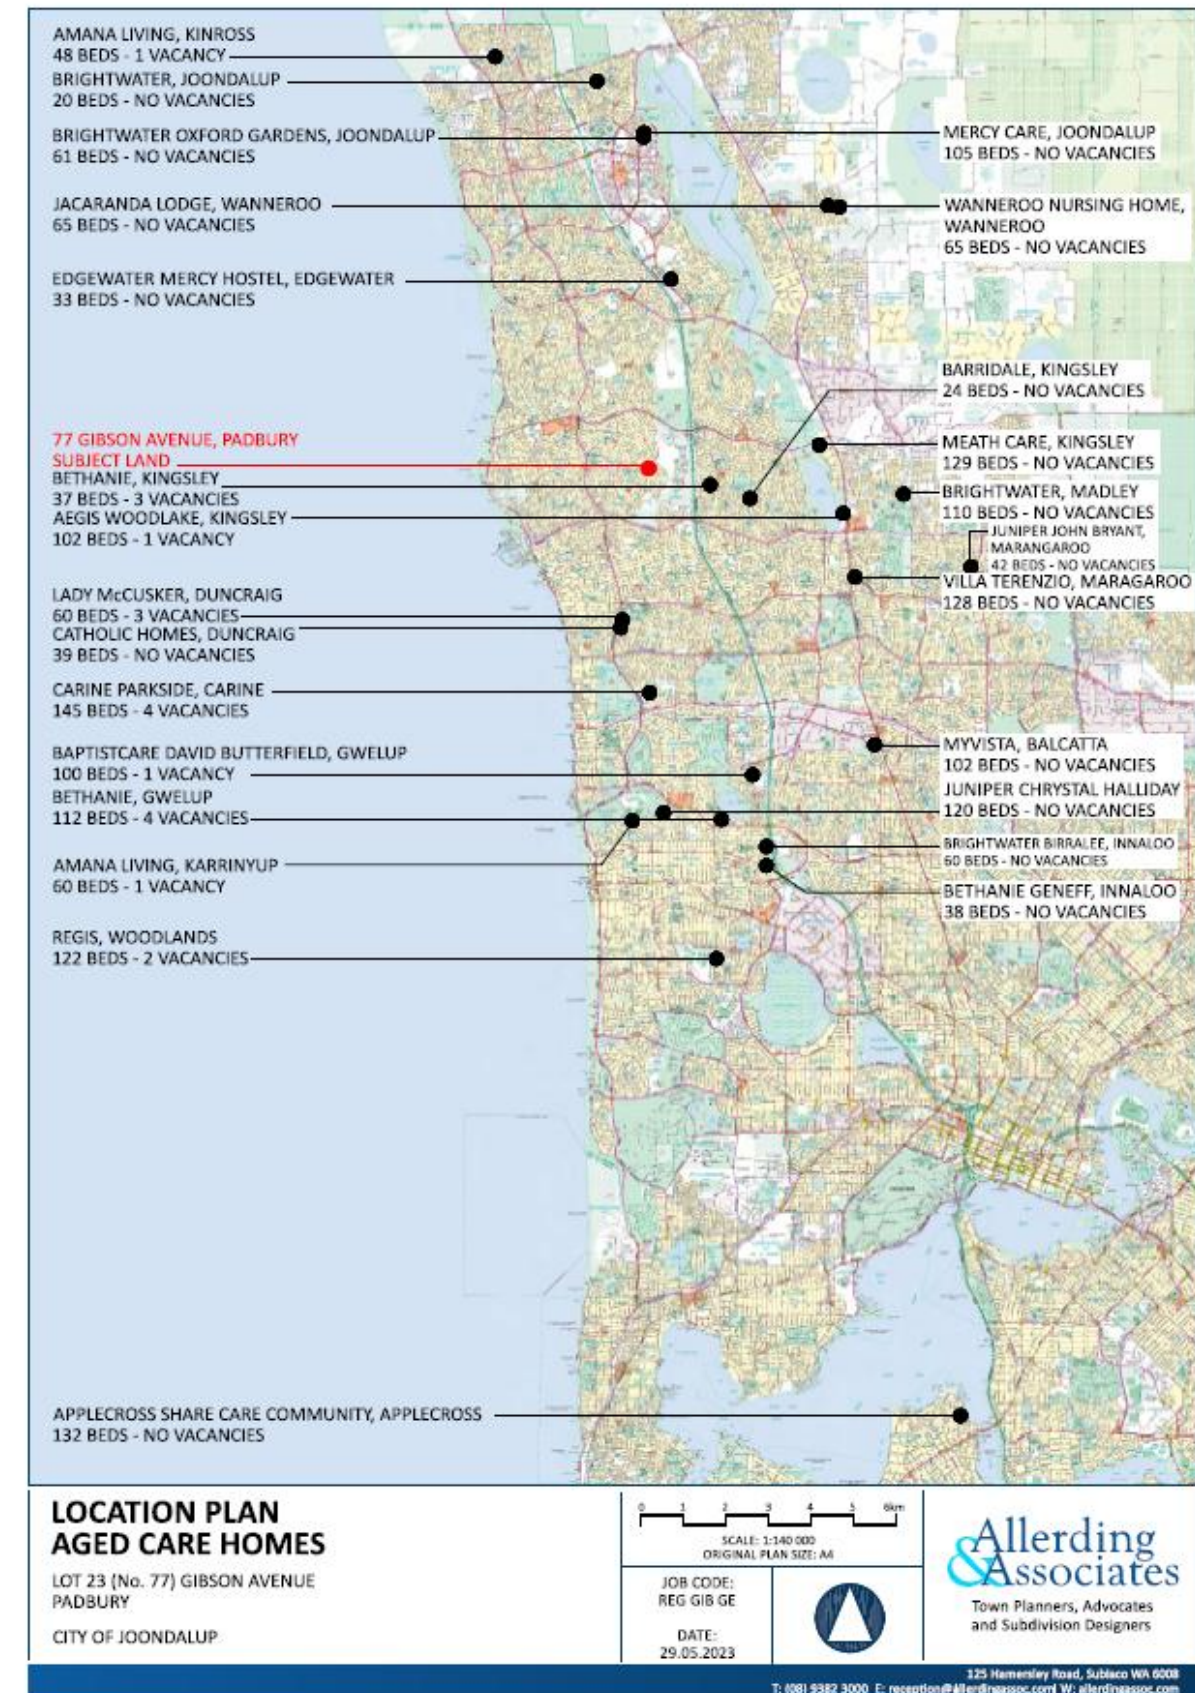 AMANA LIVING, KINROSS
48 BEDS - 1 VACANCY
BRIGHTWATER, JOONDALUP
20 BEDS - NO VACANCIES
BRIGHTWATER OXFORD GARDENS, JOONDALUP
61 BEDS - NO VACANCIES
JACARANDA LODGE, WANNEROO
65 BEDS - NO VACANCIES
EDGEWATER MERCY HOSTEL, EDGEWATER
33 BEDS - NO VACANCIES
77 GIBSON AVENUE, PADBURY
SUBJECT LAND
BETHANIE, KINGSLEY
37 BEDS - 3 VACANCIES
AEGIS WOODLAKE, KINGSLEY
102 BEDS - 1 VACANCY
LADY McCUSKER, DUNCRAIG
60 BEDS - 3 VACANCIES
CATHOLIC HOMES, DUNCRAIG
39 BEDS - NO VACANCIES
CARINE PARKSIDE, CARINE
145 BEDS - 4 VACANCIES
BAPTISTCARE DAVID BUTTERFIELD, GWELUP
100 BEDS - 1 VACANCY
BETHANIE, GWELUP
112 BEDS - 4 VACANCIES
AMANA LIVING, KARRINYUP
60 BEDS - 1 VACANCY
REGIS, WOODLANDS
122 BEDS - 2 VACANCIES
APPLECROSS SHARE CARE COMMUNITY, APPLECROSS
132 BEDS - NO VACANCIES
MERCY CARE, JOONDALUP
105 BEDS - NO VACANCIES
WANNEROO NURSING HOME,
WANNEROO
65 BEDS - NO VACANCIES
BARRIDALE, KINGSLEY
24 BEDS - NO VACANCIES
MEATH CARE, KINGSLEY
129 BEDS - NO VACANCIES
BRIGHTWATER, MADLEY
110 BEDS - NO VACANCIES
JUNIPER JOHN BRYANT,
MARANGAROO
42 BEDS - NO VACANCIES
VILLA TERENZIO, MARAGAROO
128 BEDS - NO VACANCIES
MYVISTA, BALCATTA
102 BEDS - NO VACANCIES
JUNIPER CHRYSTAL HALLIDAY
120 BEDS - NO VACANCIES
BRIGHTWATER BIRRALEE, INNALOO
60 BEDS - NO VACANCIES
BETHANIE GENEFF, INNALOO
38 BEDS - NO VACANCIES
LOCATION PLAN
AGED CARE HOMES
LOT 23 (No. 77) GIBSON AVENUE
PADBURY
CITY OF JOONDALUP
0 1 2 3 4 5 6km
SCALE: 1:140 000
ORIGINAL PLAN SIZE: A4
JOB CODE:
REG GIB GE
DATE:
29.05.2023
Allerding
&Associates
Town Planners, Advocates
and Subdivision Designers
125 Hamersley Road, Subiaco WA 6008
T: (08) 9382 3000 E: reception@allerdingassoc.com W: allerdingassoc.com